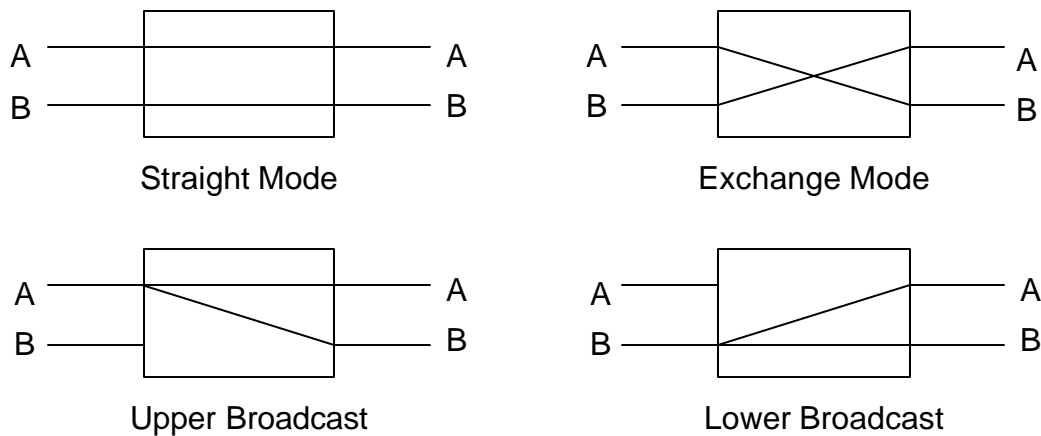 A A
B B
Straight Mode
A A
B B
Exchange Mode
A A
B B
Upper Broadcast
A A
B B
Lower Broadcast